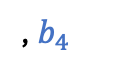 , b₄